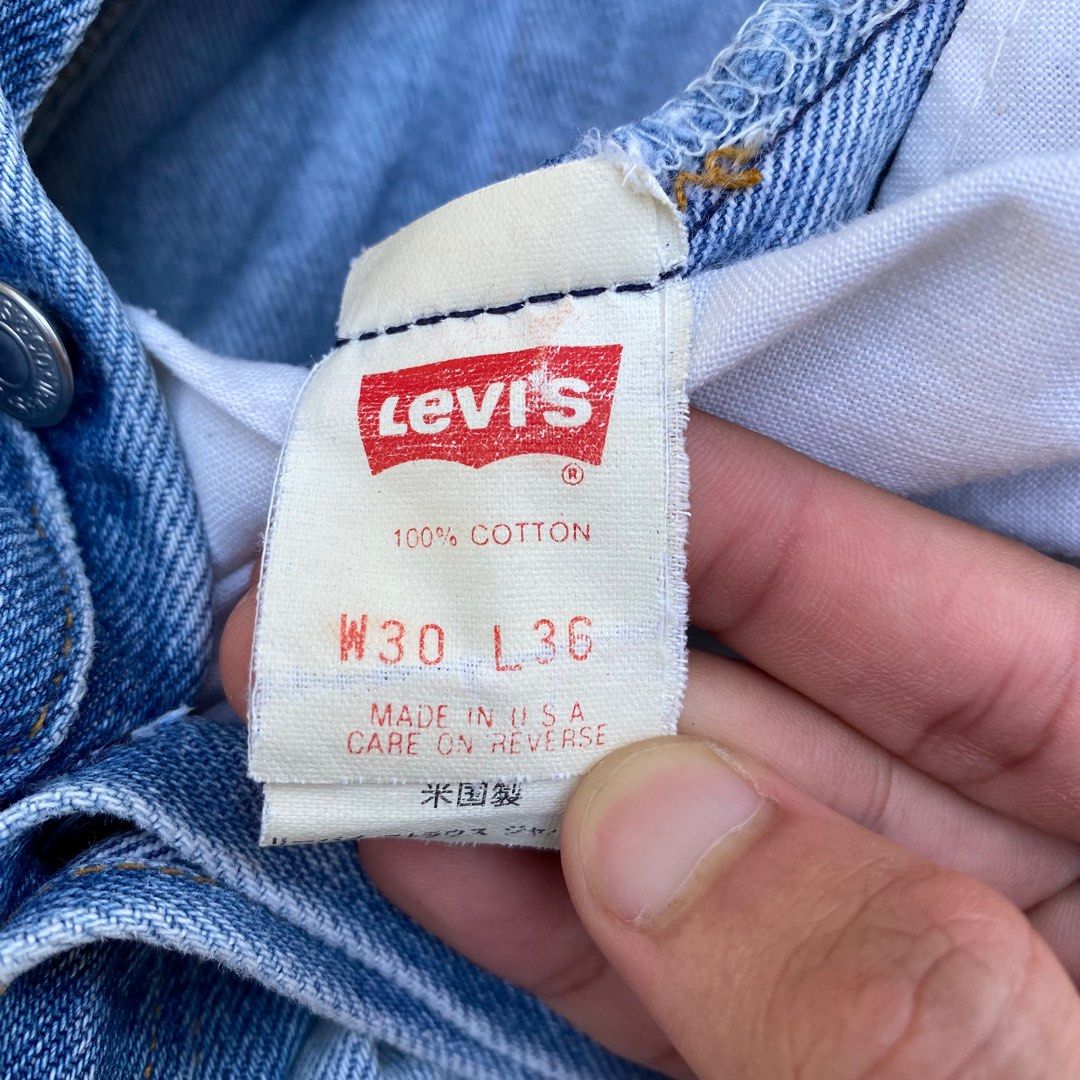 LEVI'S
®
100% COTTON
W30 L36
MADE IN U S A
CARE ON REVERSE
米国製